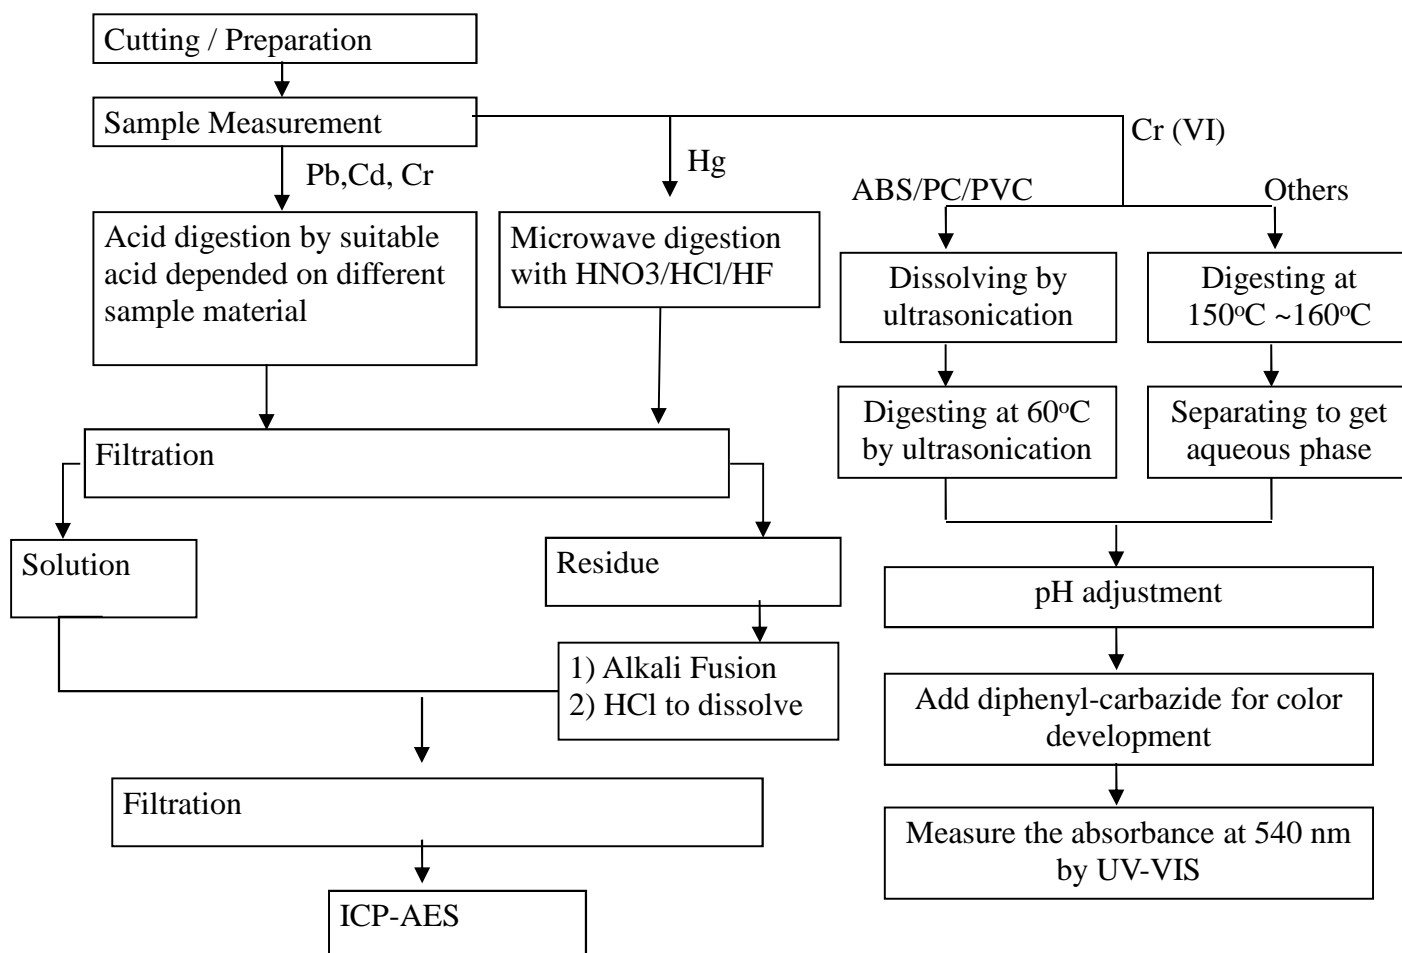 Cutting / Preparation
Sample Measurement
Pb,Cd, Cr
Hg
Cr (VI)
ABS/PC/PVC
Others
Acid digestion by suitable
acid depended on different
sample material
Microwave digestion
with HNO3/HCl/HF
Dissolving by
ultrasonication
Digesting at
150°C ~160°C
Digesting at 60°C
by ultrasonication
Separating to get
aqueous phase
Filtration
Solution
Residue
1) Alkali Fusion
2) HCl to dissolve
Filtration
ICP-AES
pH adjustment
Add diphenyl-carbazide for color
development
Measure the absorbance at 540 nm
by UV-VIS